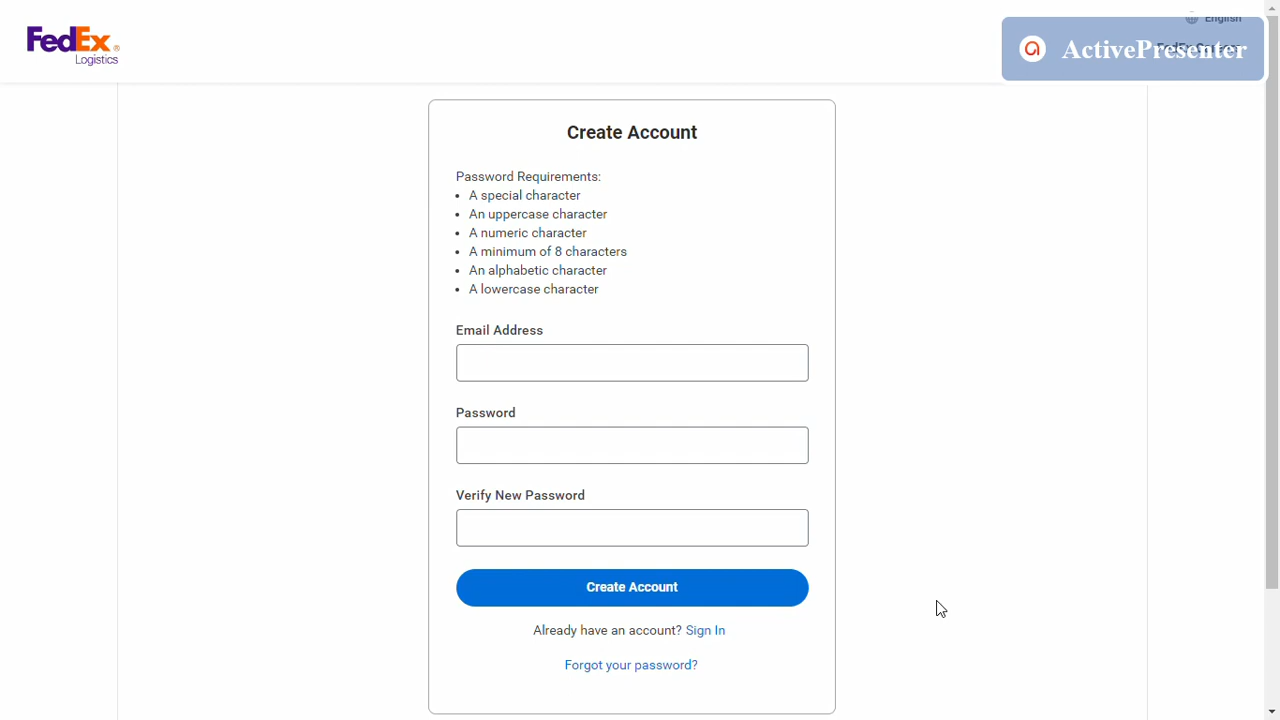 English
FedEx®
Logistics
ActivePresenter
Create Account
Password Requirements:
• A special character
• An uppercase character
• A numeric character
• A minimum of 8 characters
• An alphabetic character
• A lowercase character
Email Address
Password
Verify New Password
Create Account
Already have an account? Sign In
Forgot your password?